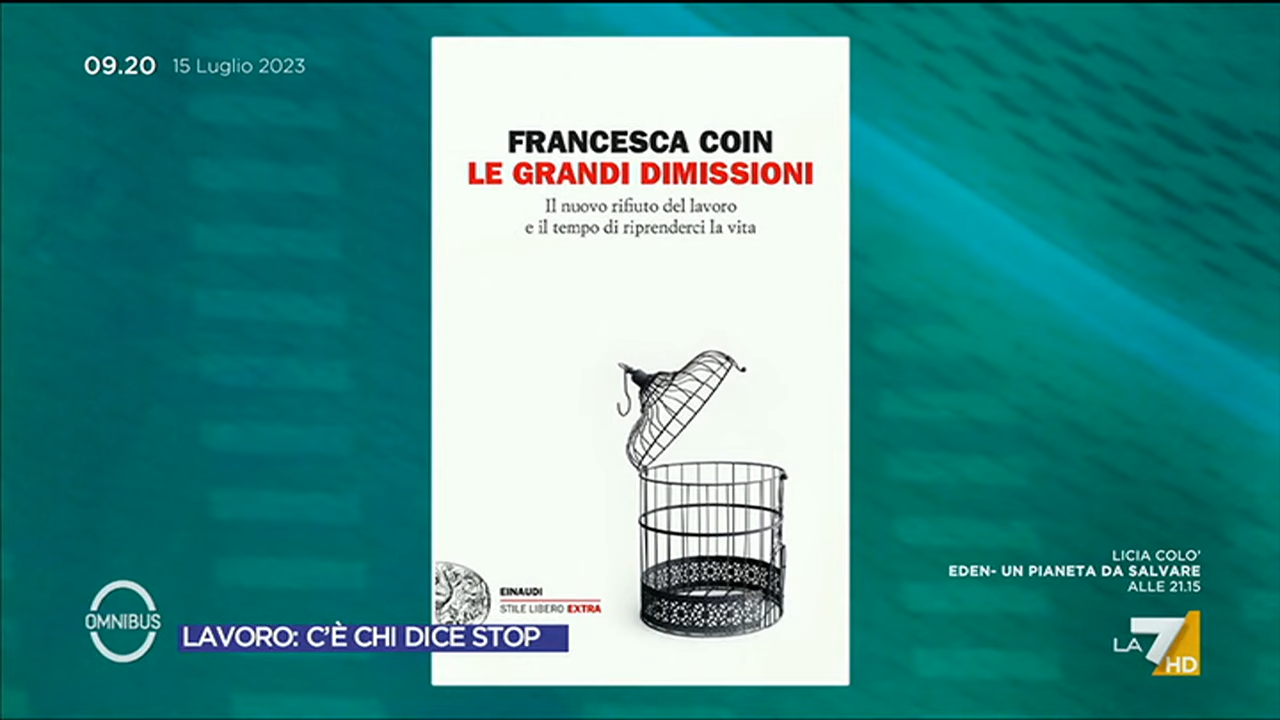 09.20 15 Luglio 2023
FRANCESCA COIN
LE GRANDI DIMISSIONI
Il nuovo rifiuto del lavoro
e il tempo di riprenderci la vita
EINAUDI
STILE LIBERO EXTRA
OMNIBUS
LAVORO: C'È CHI DICE STOP
LICIA COLO'
EDEN- UN PIANETA DA SALVARE
ALLE 21.15
LA 7 HD